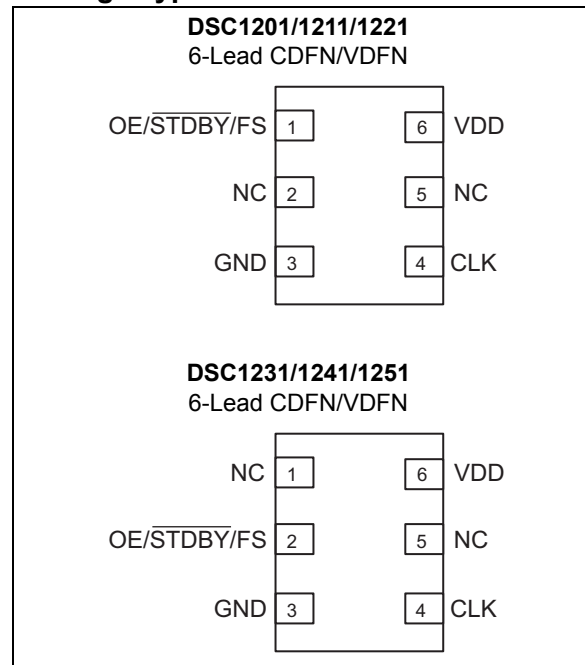 DSC1201/1211/1221
6-Lead CDFN/VDFN
OE/STDBY/FS 1 6 VDD
NC 2 5 NC
GND 3 4 CLK
DSC1231/1241/1251
6-Lead CDFN/VDFN
NC 1 6 VDD
OE/STDBY/FS 2 5 NC
GND 3 4 CLK